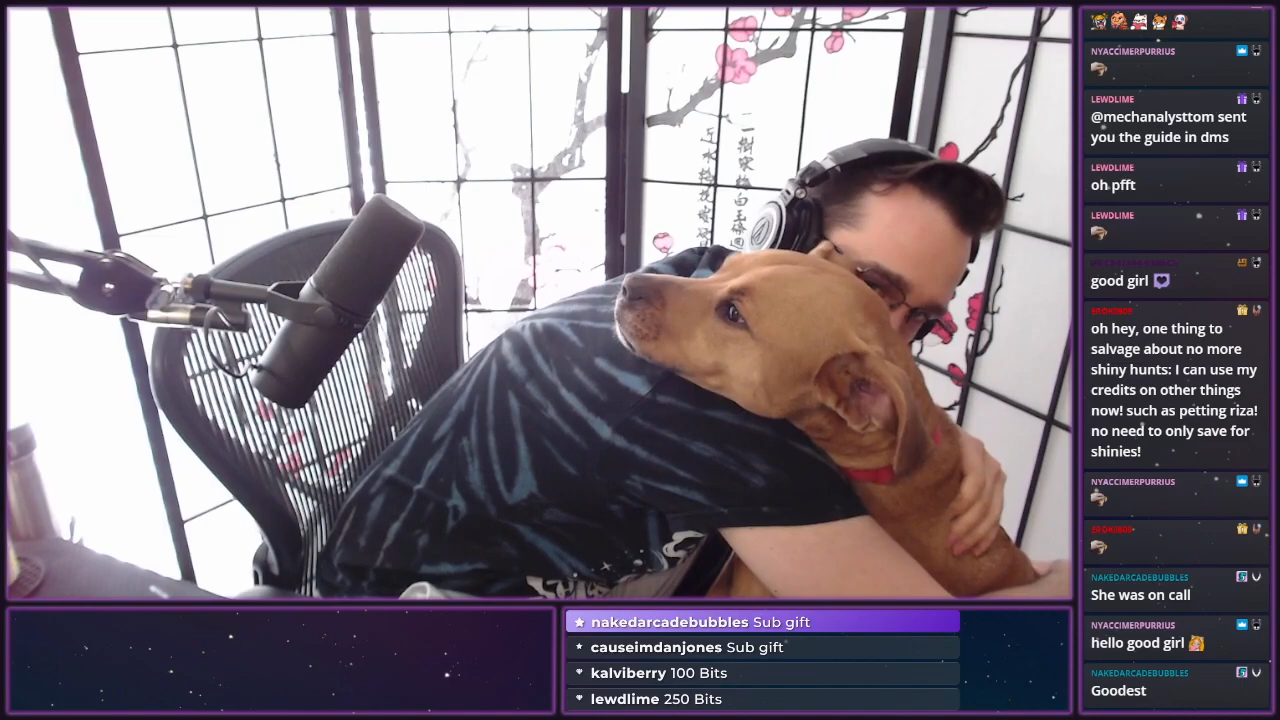 NYACCIMERPURRIUS
LEWDLIME
@mechanalysttom sent
you the guide in dms
LEWDLIME
oh pfft
LEWDLIME
good girl
oh hey, one thing to
salvage about no more
shiny hunts: I can use my
credits on other things
now! such as petting riza!
no need to only save for
shinies!
NYACCIMERPURRIUS
NAKEDARCADEBUBBLES
She was on call
NYACCIMERPURRIUS
hello good girl
NAKEDARCADEBUBBLES
Goodest
nakedarcadebubbles Sub gift
causeimdanjones Sub gift
kalviberry 100 Bits
lewdlime 250 Bits